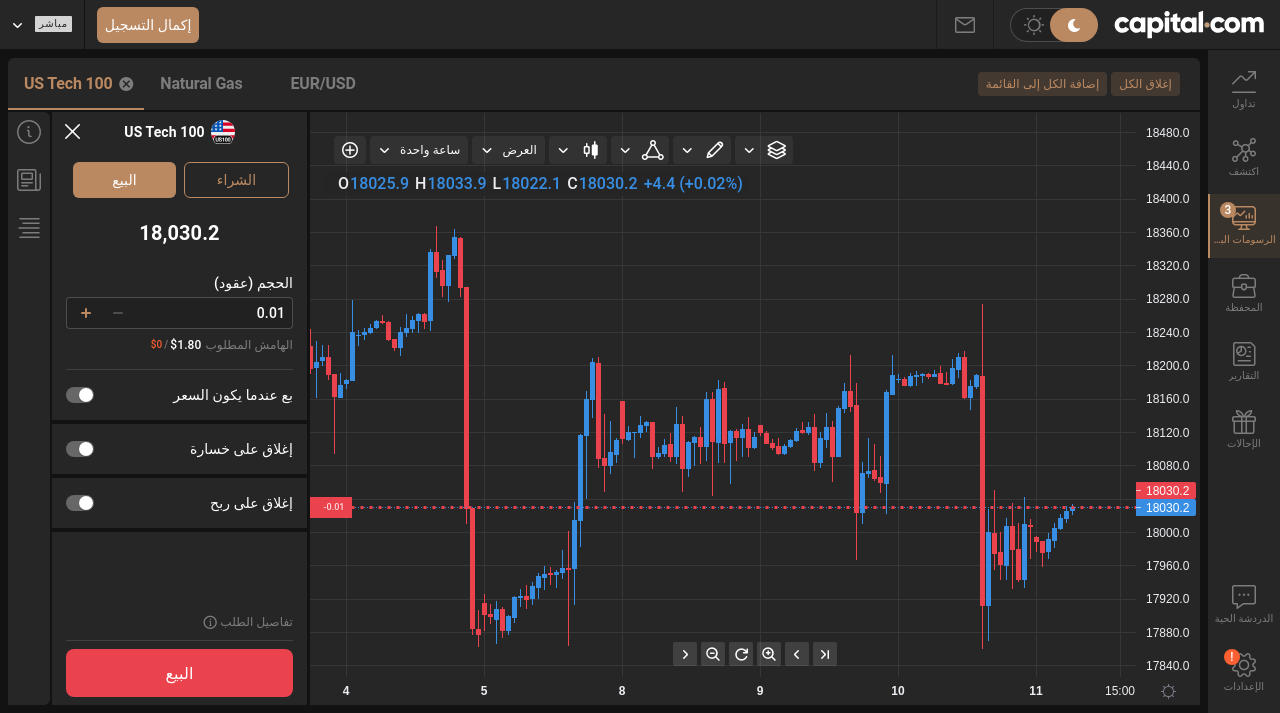 capital.com
إكمال التسجيل
مباشر
إغلاق الكل
إضافة الكل إلى القائمة
EUR/USD
Natural Gas
US Tech 100
تداول
اكتشف
3
الرسومات الب...
المحفظة
التقارير
الإحالات
الدردشة الحية
!
الإعدادات
ساعة واحدة
العرض
O18025.9 H18033.9 L18022.1 C18030.2 +4.4 (+0.02%)
18480.0
18440.0
18400.0
18360.0
18320.0
18280.0
18240.0
18200.0
18160.0
18120.0
18080.0
18030.2
18030.2
18000.0
17960.0
17920.0
17880.0
17840.0
-0.01
4 5 8 9 10 11 15:00
US Tech 100
US100
الشراء
البيع
18,030.2
الحجم (عقود)
0.01
الهامش المطلوب $1.80 / $0
بع عندما يكون السعر
إغلاق على خسارة
إغلاق على ربح
تفاصيل الطلب
البيع